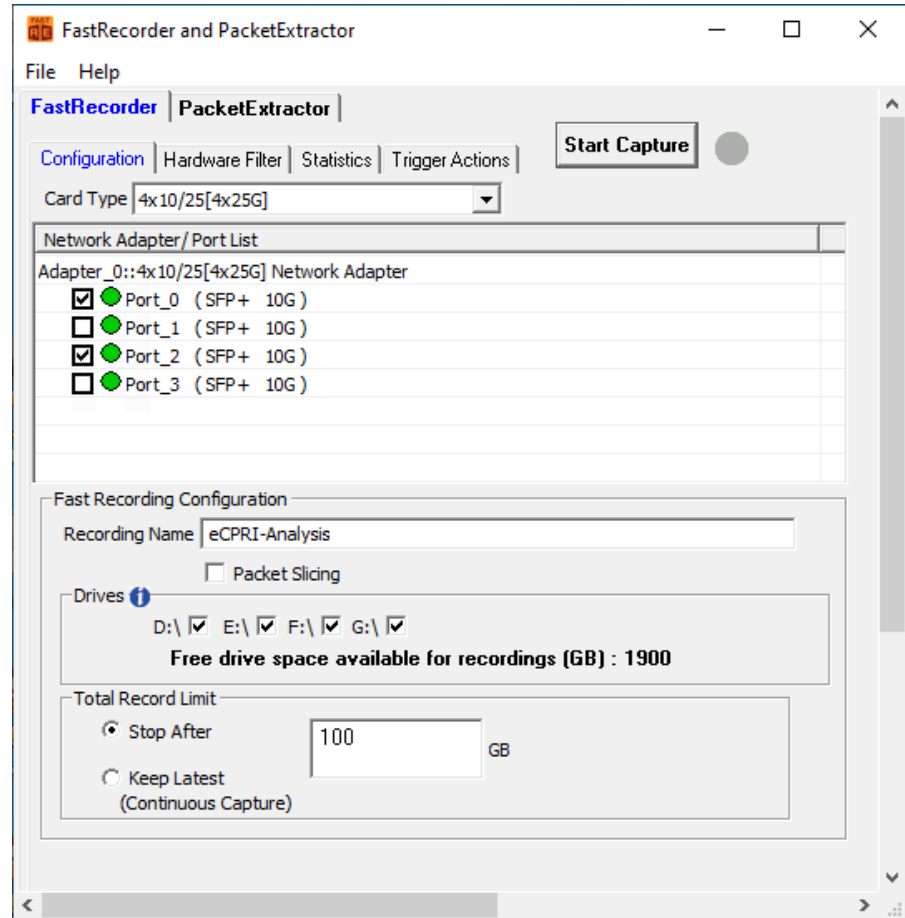 FastRecorder and PacketExtractor
File Help
FastRecorder PacketExtractor
Start Capture
Configuration Hardware Filter Statistics Trigger Actions
Card Type 4x10/25[4x25G]
Network Adapter/Port List
Adapter_0::4x10/25[4x25G] Network Adapter
Port_0 (SFP+ 10G)
Port_1 (SFP+ 10G)
Port_2 (SFP+ 10G)
Port_3 (SFP+ 10G)
Fast Recording Configuration
Recording Name eCPRI-Analysis
Packet Slicing
Drives i
D:\ E:\ F:\ G:\
Free drive space available for recordings (GB) : 1900
Total Record Limit
Stop After 100 GB
Keep Latest
(Continuous Capture)